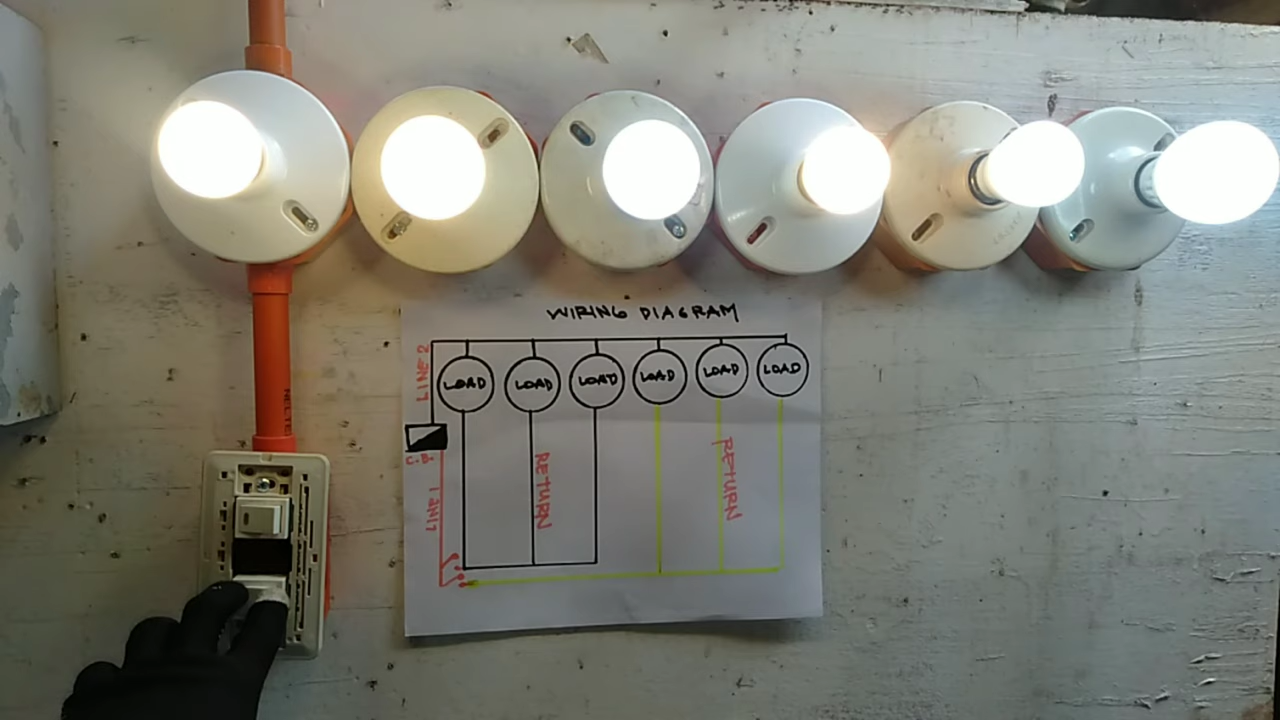 WIRING DIAGRAM
LINE 2
LOAD LOAD LOAD LOAD LOAD LOAD
C.B.
LINE 1
RETURN
RETURN